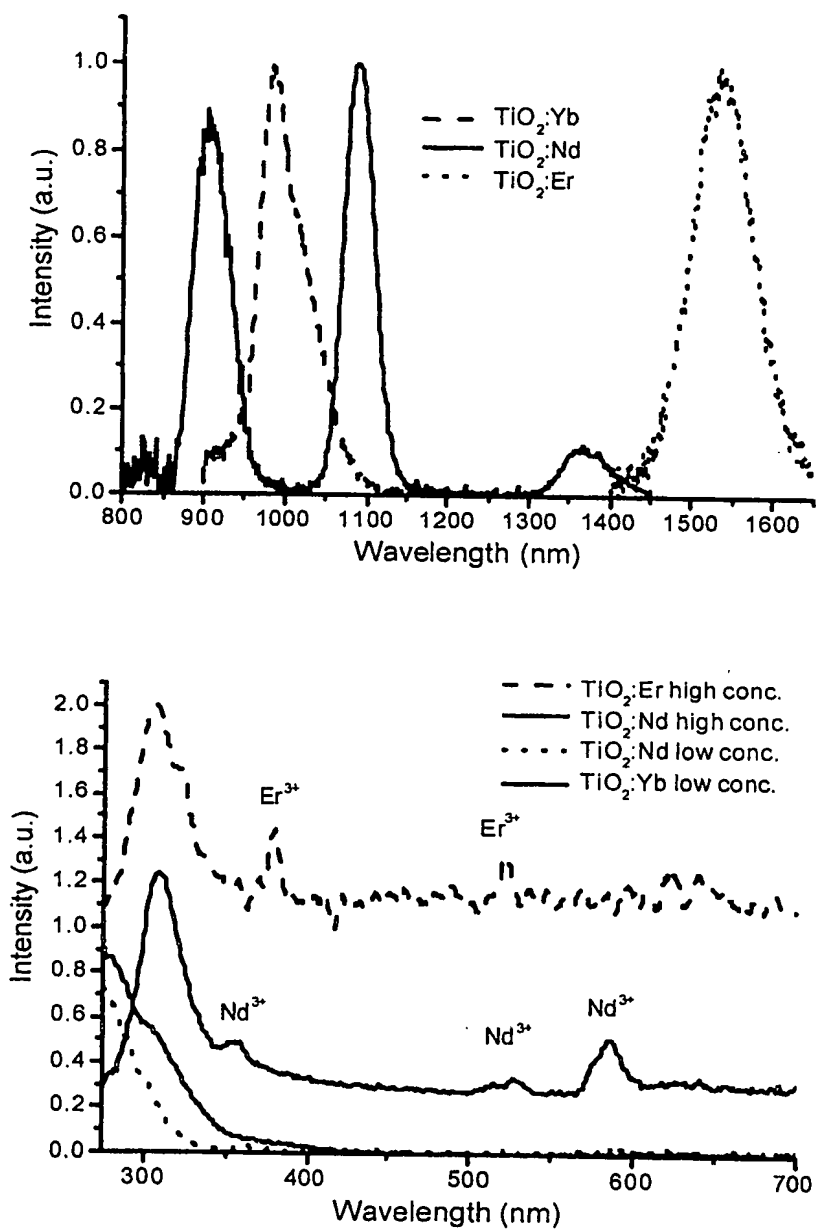 1.0
0.8
0.6
0.4
0.2
0.0
Intensity (a.u.)
TiO₂:Yb
TiO₂:Nd
TiO₂:Er
800 900 1000 1100 1200 1300 1400 1500 1600
Wavelength (nm)
2.0
1.8
1.6
1.4
1.2
1.0
0.8
0.6
0.4
0.2
0.0
Intensity (a.u.)
TiO₂:Er high conc.
TiO₂:Nd high conc.
TiO₂:Nd low conc.
TiO₂:Yb low conc.
Er³⁺
Er³⁺
Nd³⁺
Nd³⁺
Nd³⁺
300 400 500 600 700
Wavelength (nm)